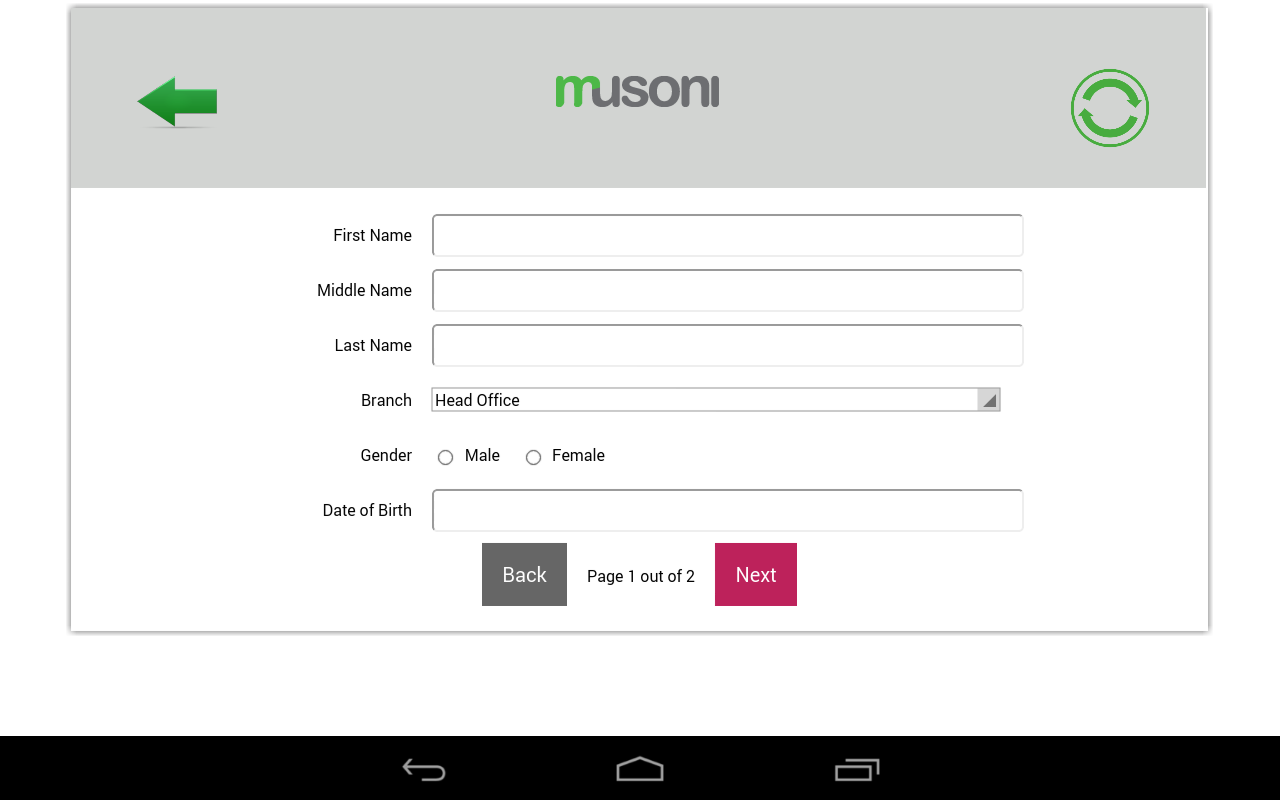 musoni
First Name
Middle Name
Last Name
Branch Head Office
Gender Male Female
Date of Birth
Back Page 1 out of 2 Next